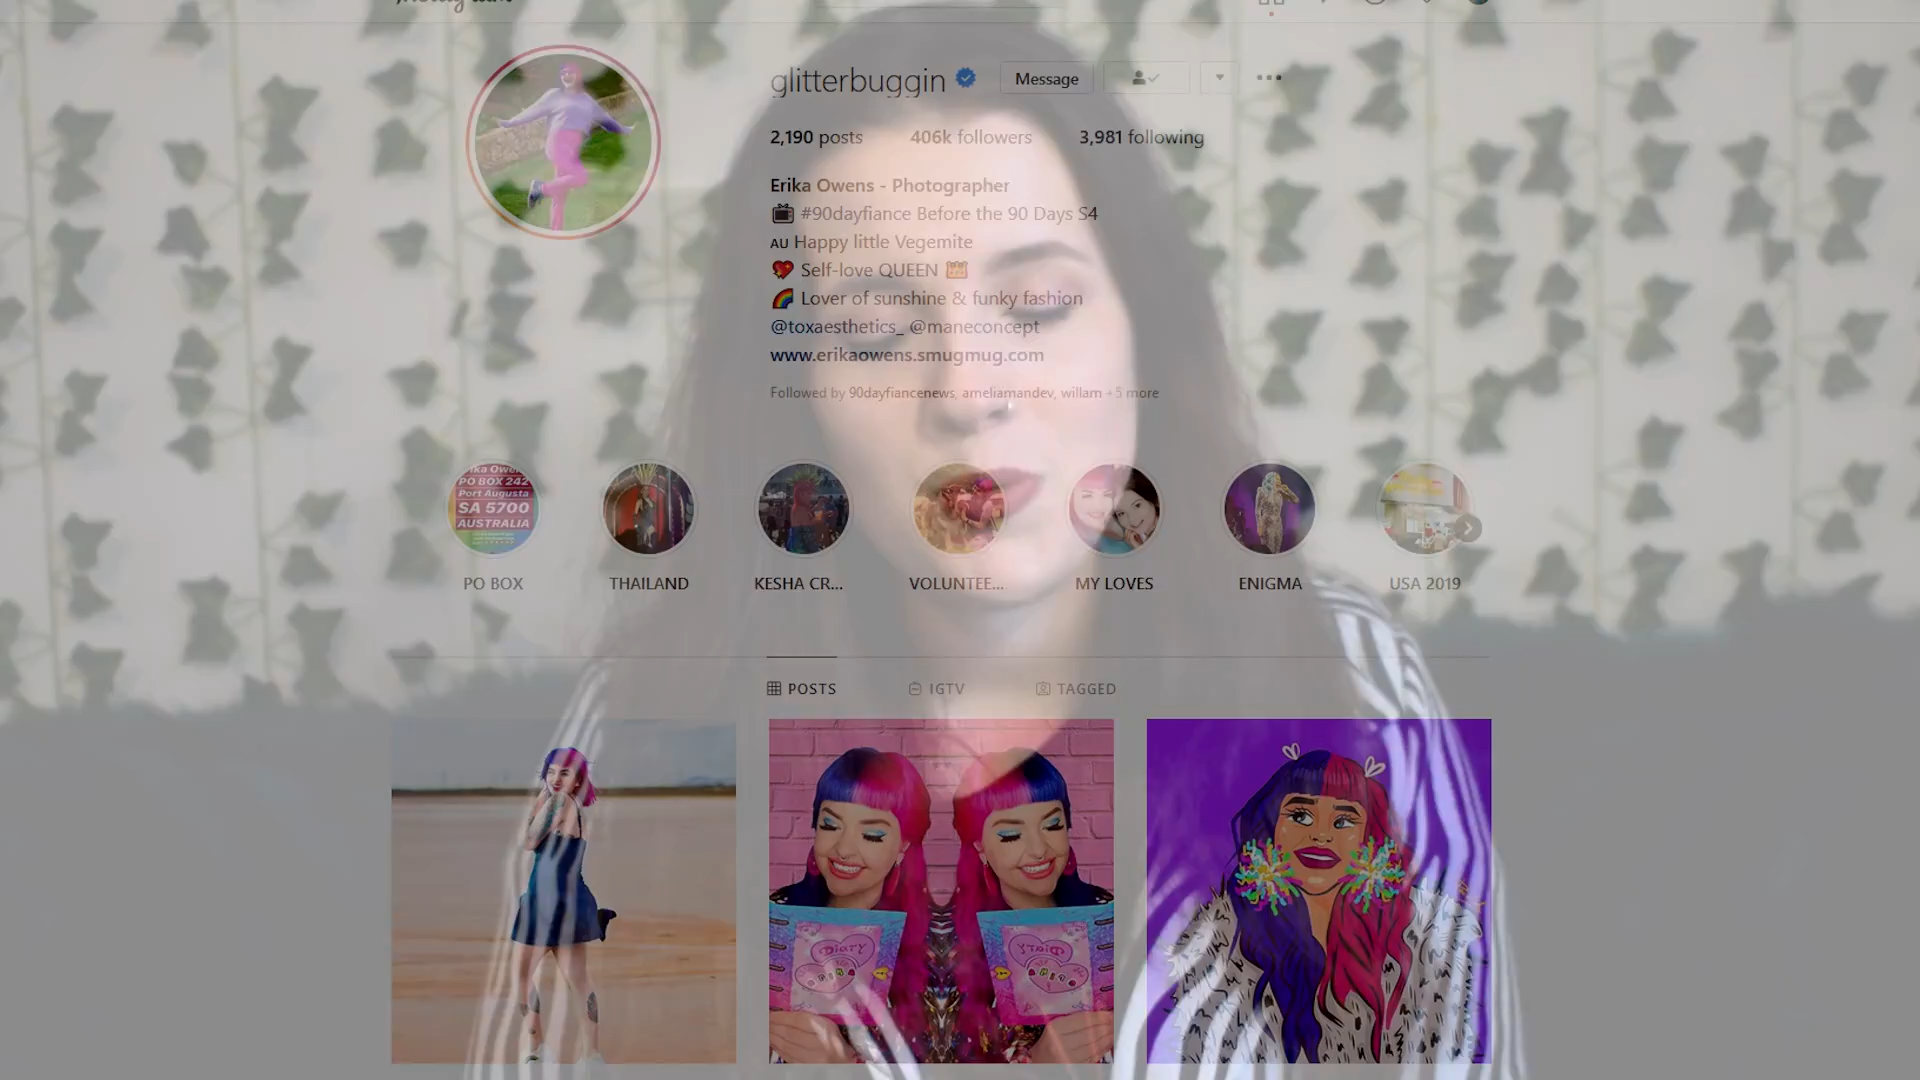 glitterbuggin Message
2,190 posts 406k followers 3,981 following
Erika Owens - Photographer
📺 #90dayfiance Before the 90 Days S4
AU Happy little Vegemite
💖 Self-love QUEEN 👑
🌈 Lover of sunshine & funky fashion
@toxaesthetics_ @maneconcept
www.erikaowens.smugmug.com
Followed by 90dayfiancenews, ameliamandev, willam +5 more
PO BOX 242
Port Augusta
SA 5700
AUSTRALIA
PO BOX THAILAND KESHA CR... VOLUNTEE... MY LOVES ENIGMA USA 2019
POSTS IGTV TAGGED
Diary Diary